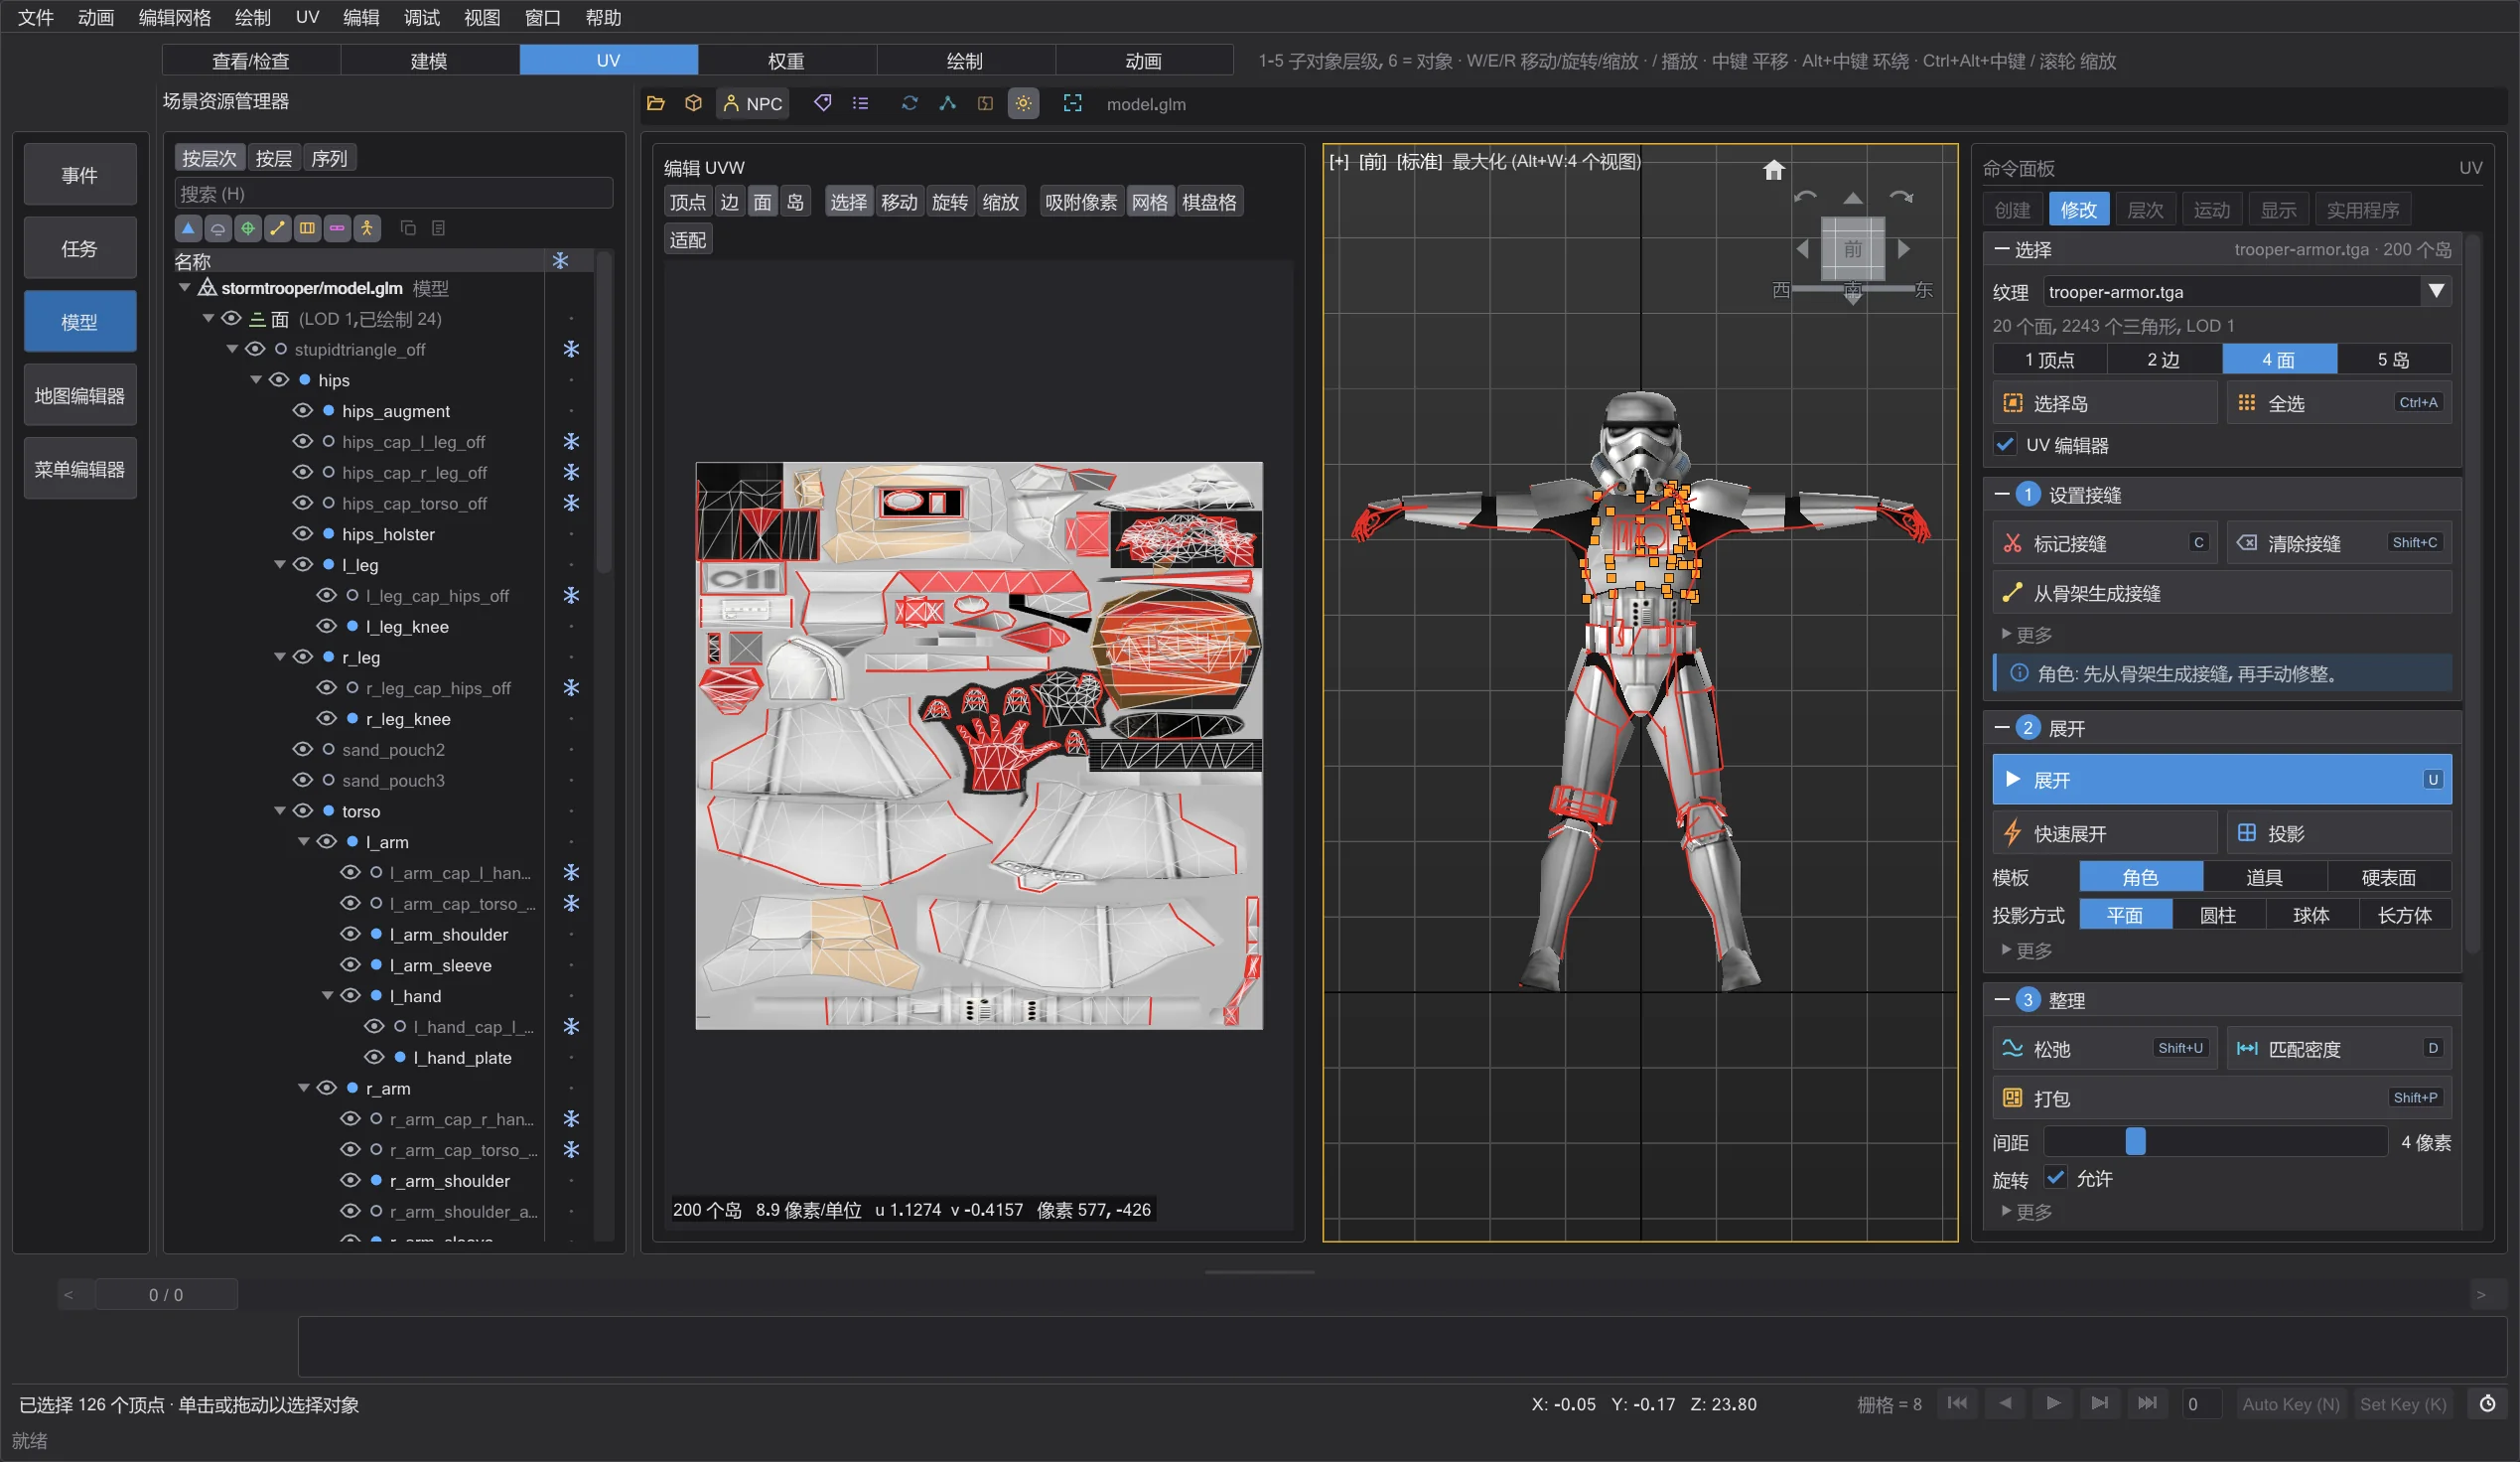 文件 动画 编辑网格 绘制 UV 编辑 调试 视图 窗口 帮助
查看/检查 建模 UV 权重 绘制 动画 1-5 子对象层级, 6 = 对象 · W/E/R 移动/旋转/缩放 · / 播放 · 中键 平移 · Alt+中键 环绕 · Ctrl+Alt+中键 / 滚轮 缩放
场景资源管理器
NPC model.glm
事件
任务
模型
地图编辑器
菜单编辑器
按层次 按层 序列
搜索 (H)
名称
stormtrooper/model.glm 模型
面 (LOD 1,已绘制 24)
stupidtriangle_off
hips
hips_augment
hips_cap_l_leg_off
hips_cap_r_leg_off
hips_cap_torso_off
hips_holster
l_leg
l_leg_cap_hips_off
l_leg_knee
r_leg
r_leg_cap_hips_off
r_leg_knee
sand_pouch2
sand_pouch3
torso
l_arm
l_arm_cap_l_han...
l_arm_cap_torso_...
l_arm_shoulder
l_arm_sleeve
l_hand
l_hand_cap_l_...
l_hand_plate
r_arm
r_arm_cap_r_han...
r_arm_cap_torso_...
r_arm_shoulder
r_arm_shoulder_a...
r_arm_sleeve
编辑 UVW
顶点 边 面 岛 选择 移动 旋转 缩放 吸附像素 网格 棋盘格
适配
200 个岛 8.9 像素/单位 u 1.1274 v -0.4157 像素 577, -426
[+] [前] [标准] 最大化 (Alt+W:4 个视图)
前
西 南 东
命令面板 UV
创建 修改 层次 运动 显示 实用程序
选择 trooper-armor.tga · 200 个岛
纹理 trooper-armor.tga
20 个面, 2243 个三角形, LOD 1
1 顶点 2 边 4 面 5 岛
选择岛 全选 Ctrl+A
UV 编辑器
1 设置接缝
标记接缝 C 清除接缝 Shift+C
从骨架生成接缝
更多
角色: 先从骨架生成接缝, 再手动修整。
2 展开
展开 U
快速展开 投影
模板 角色 道具 硬表面
投影方式 平面 圆柱 球体 长方体
更多
3 整理
松弛 Shift+U 匹配密度 D
打包 Shift+P
间距 4 像素
旋转 允许
更多
< 0 / 0 >
已选择 126 个顶点 · 单击或拖动以选择对象 X: -0.05 Y: -0.17 Z: 23.80 栅格 = 8 0 Auto Key (N) Set Key (K)
就绪